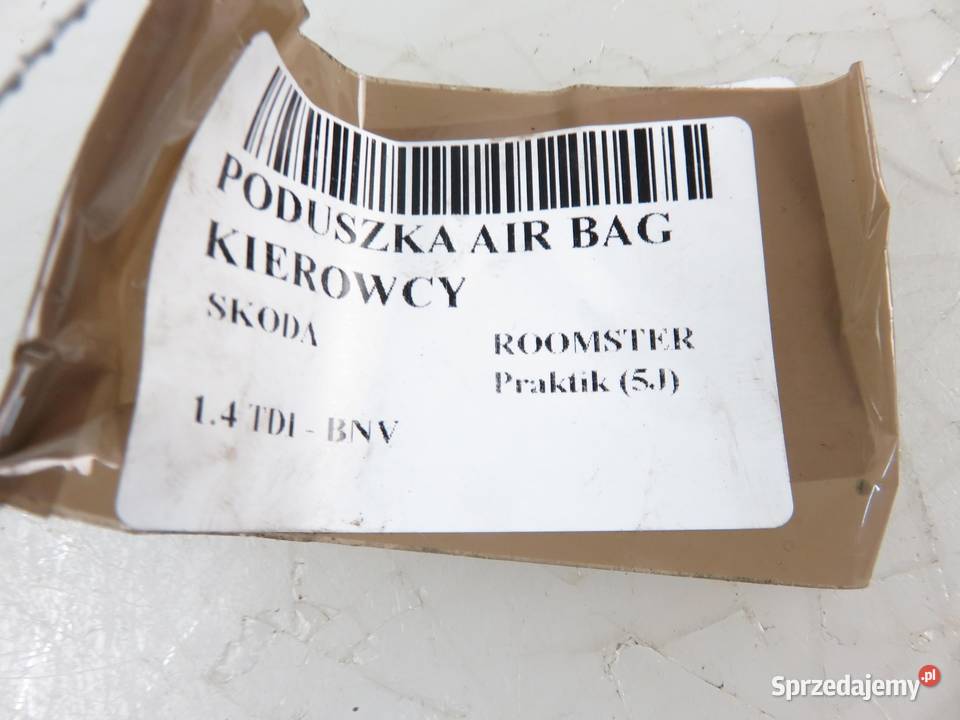 PODUSZKA AIR BAG
KIEROWCY
SKODA
ROOMSTER
Praktik (5J)
1.4 TDI - BNV
Sprzedajemy.pl